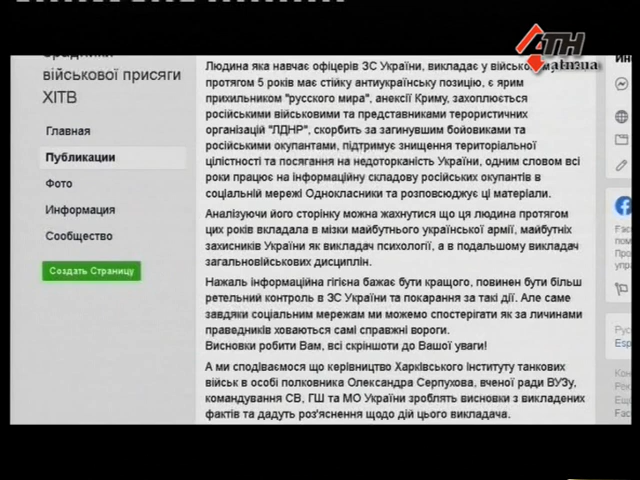 АТН
atn.ua
військової присяги
ХІТВ
Главная
Публикации
Фото
Информация
Сообщество
Создать Страницу
Людина яка навчає офіцерів ЗС України, викладає у
протягом 5 років має стійку антиукраїнську позицію, є ярим
прихильником "русского мира", анексії Криму, захоплюється
російськими військовими та представниками терористичних
організацій "ЛДНР", скорбить за загинувшим бойовиками та
російськими окупантами, підтримує знищення територіальної
цілістності та посягання на недоторканість України, одним словом всі
роки працює на інформаційну складову російських окупантів в
соціальній мережі Однокласники та розповсюджує ці матеріали.
Аналізуючи його сторінку можна жахнутися що ця людина протягом
цих років вкладала в мізки майбутнього української армії, майбутніх
захисників України як викладач психології, а в подальшому викладач
загальновійськових дисциплін.
Нажаль інформаційна гігієна бажає бути кращого, повинен бути більш
ретельний контроль в ЗС України та покарання за такі дії. Але саме
завдяки соціальним мережам ми можемо спостерігати як за личинами
праведників ховаються самі справжні вороги.
Висновки робити Вам, всі скріншоти до Вашої уваги!
А ми сподіваємося що керівництво Харківського Інституту танкових
військ в особі полковника Олександра Серпухова, вченої ради ВУЗу,
командування СВ, ГШ та МО України зроблять висновки з викладених
фактів та дадуть роз'яснення щодо дій цього викладача.